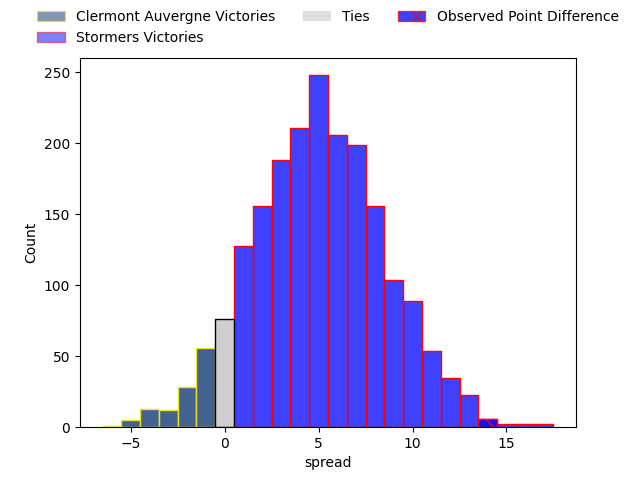 Clermont Auvergne Victories
Ties
Observed Point Difference
Stormers Victories
250
200
150
100
50
0
Count
−5
0
5
10
15
spread